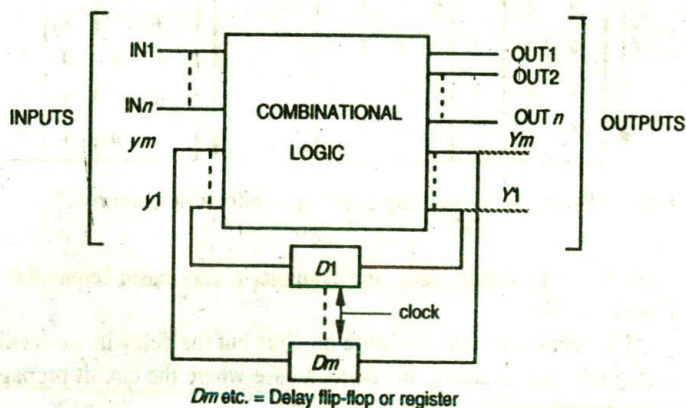 IN1
INn
INPUTS
ym
y1
COMBINATIONAL
LOGIC
OUT1
OUT2
OUTn
Ym
Y1
OUTPUTS
D1
clock
Dm
Dm etc. = Delay flip-flop or register